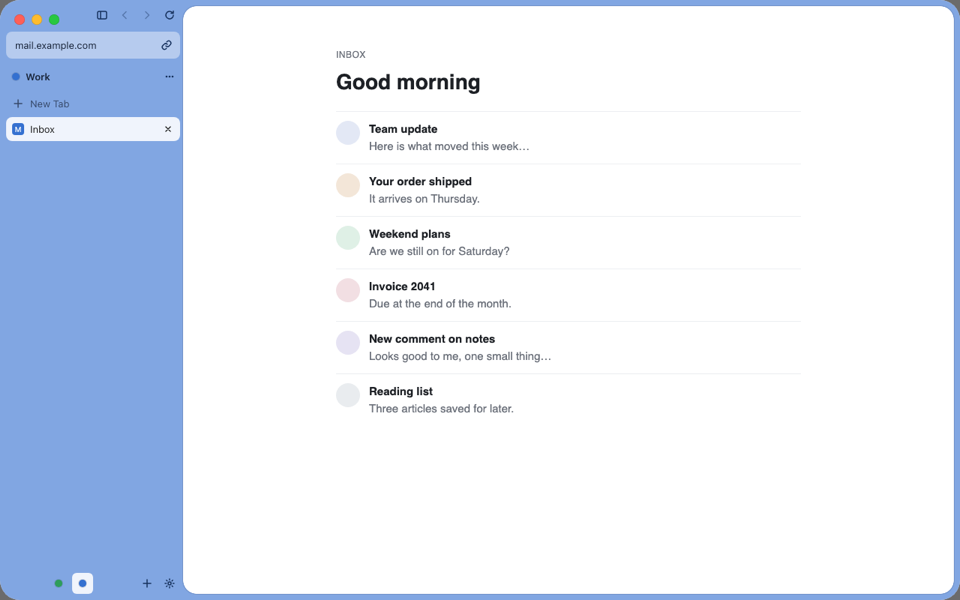 mail.example.com
Work
New Tab
M Inbox
INBOX
Good morning
Team update
Here is what moved this week…
Your order shipped
It arrives on Thursday.
Weekend plans
Are we still on for Saturday?
Invoice 2041
Due at the end of the month.
New comment on notes
Looks good to me, one small thing…
Reading list
Three articles saved for later.